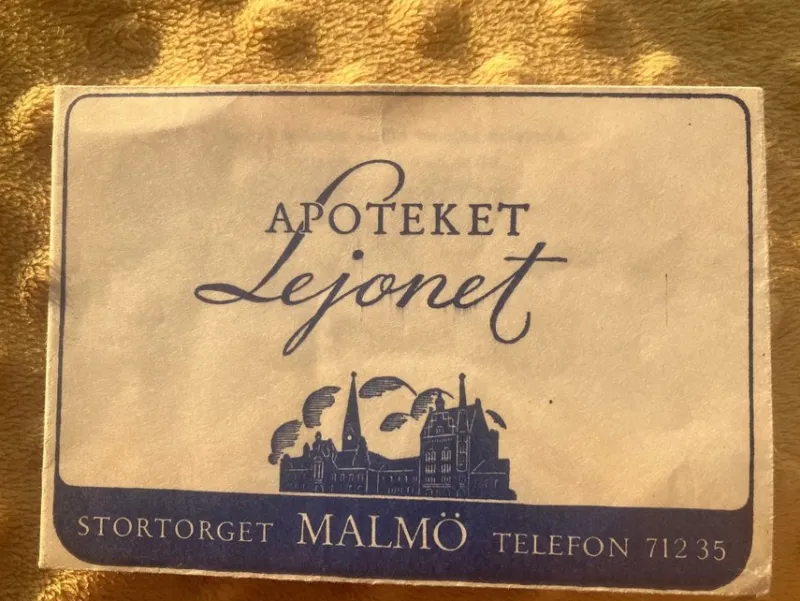 APOTEKET
Lejonet
STORTORGET MALMÖ TELEFON 712 35